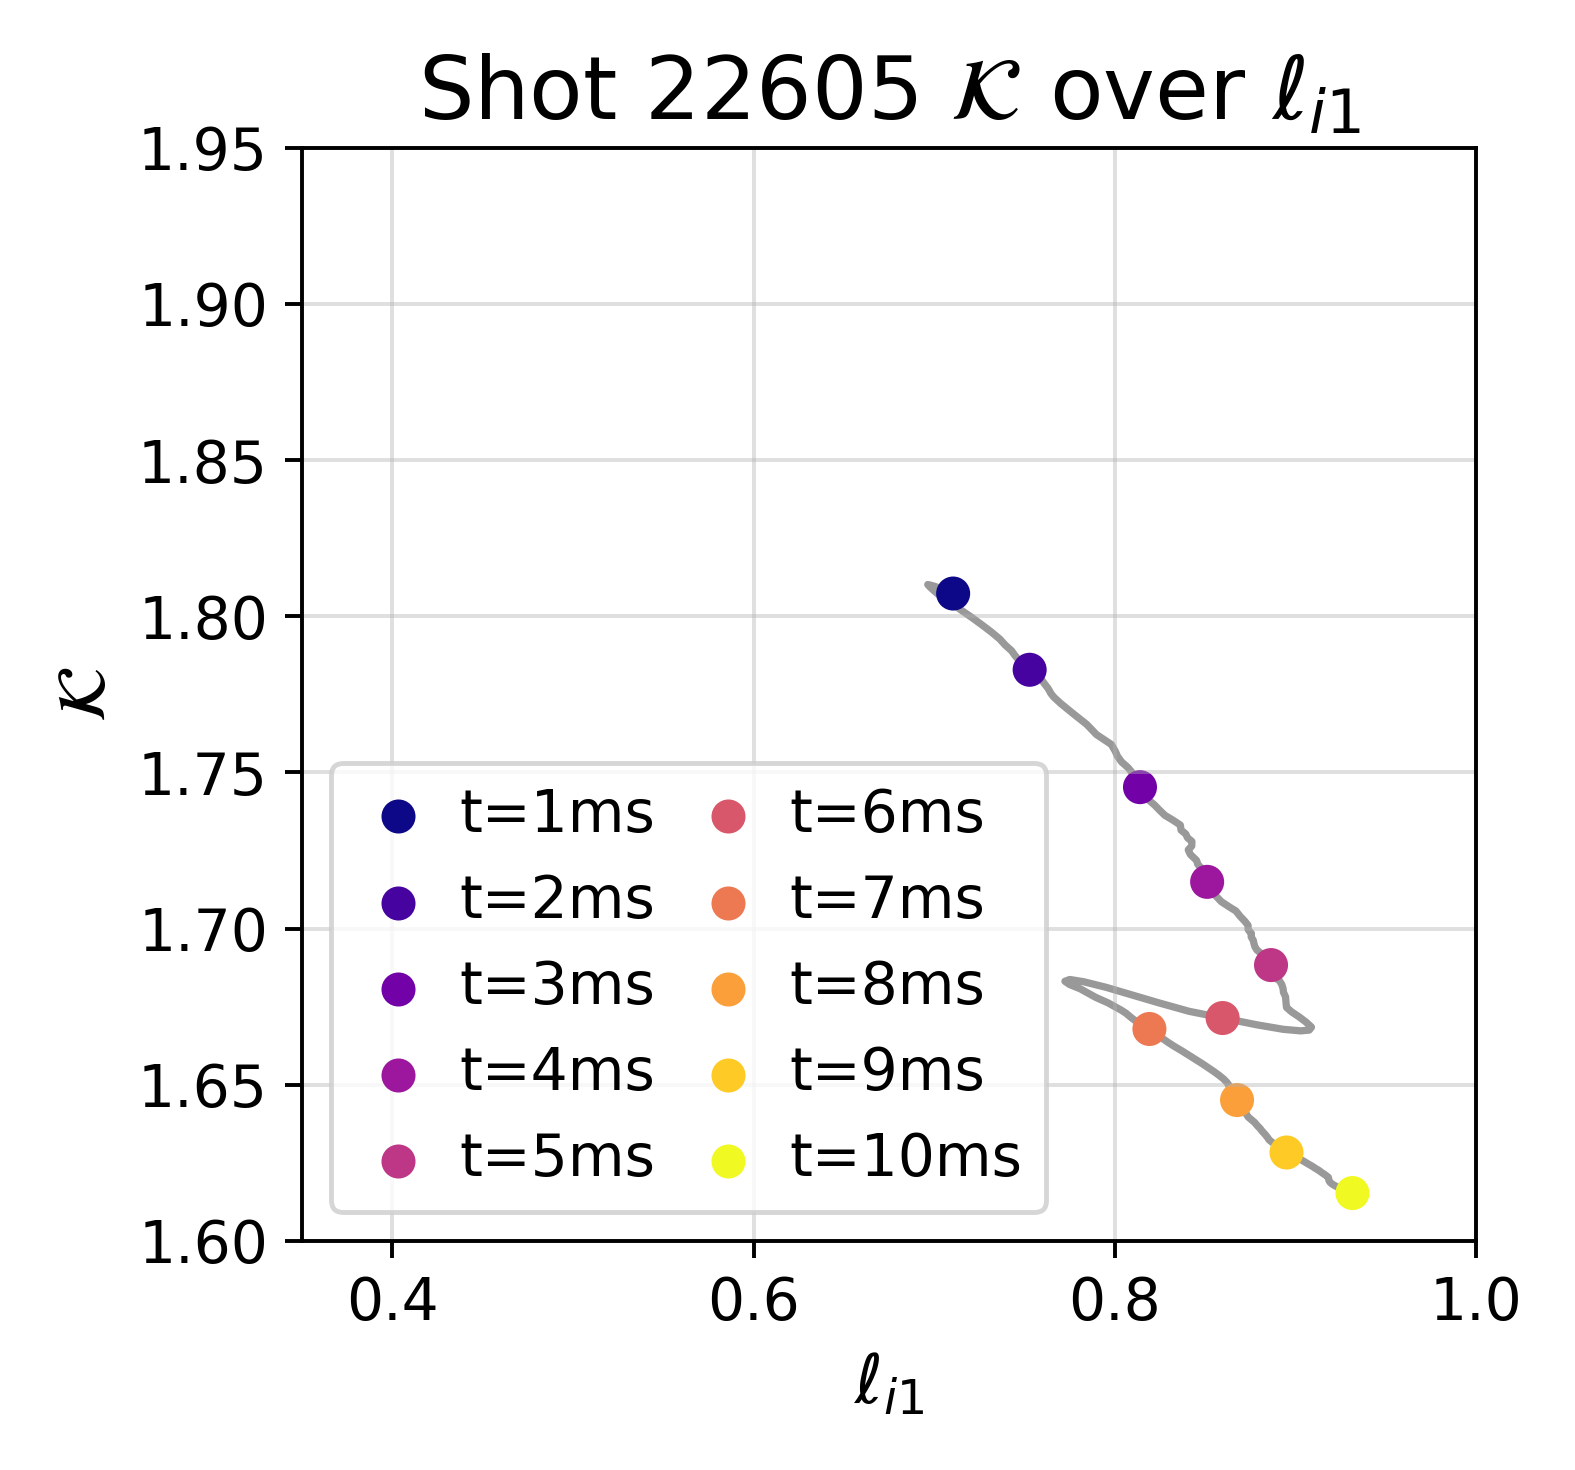 Shot 22605 𝒦 over ℓi1
1.95
1.90
1.85
1.80
1.75
1.70
1.65
1.60
𝒦
t=1ms
t=2ms
t=3ms
t=4ms
t=5ms
t=6ms
t=7ms
t=8ms
t=9ms
t=10ms
0.4 0.6 0.8 1.0
ℓi1